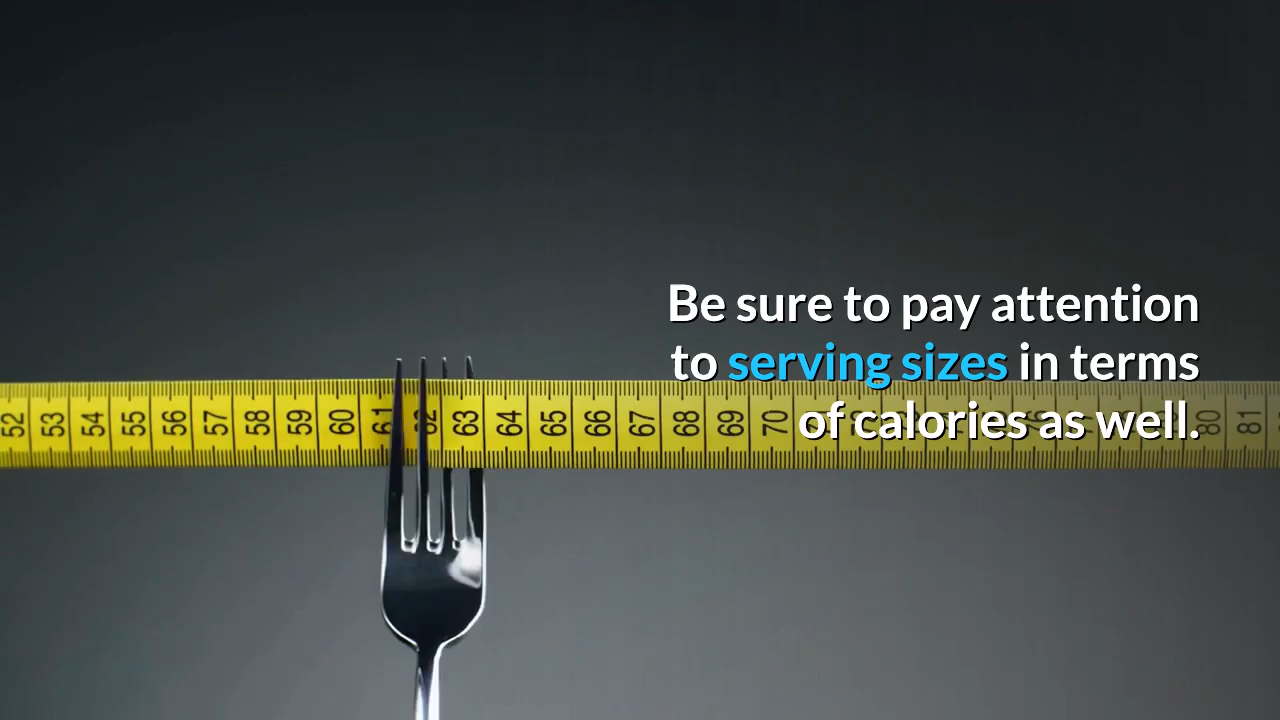 Be sure to pay attention
to serving sizes in terms
of calories as well.
52 53 54 55 56 57 58 59 60 61 62 63 64 65 66 67 68 69 70 80 81